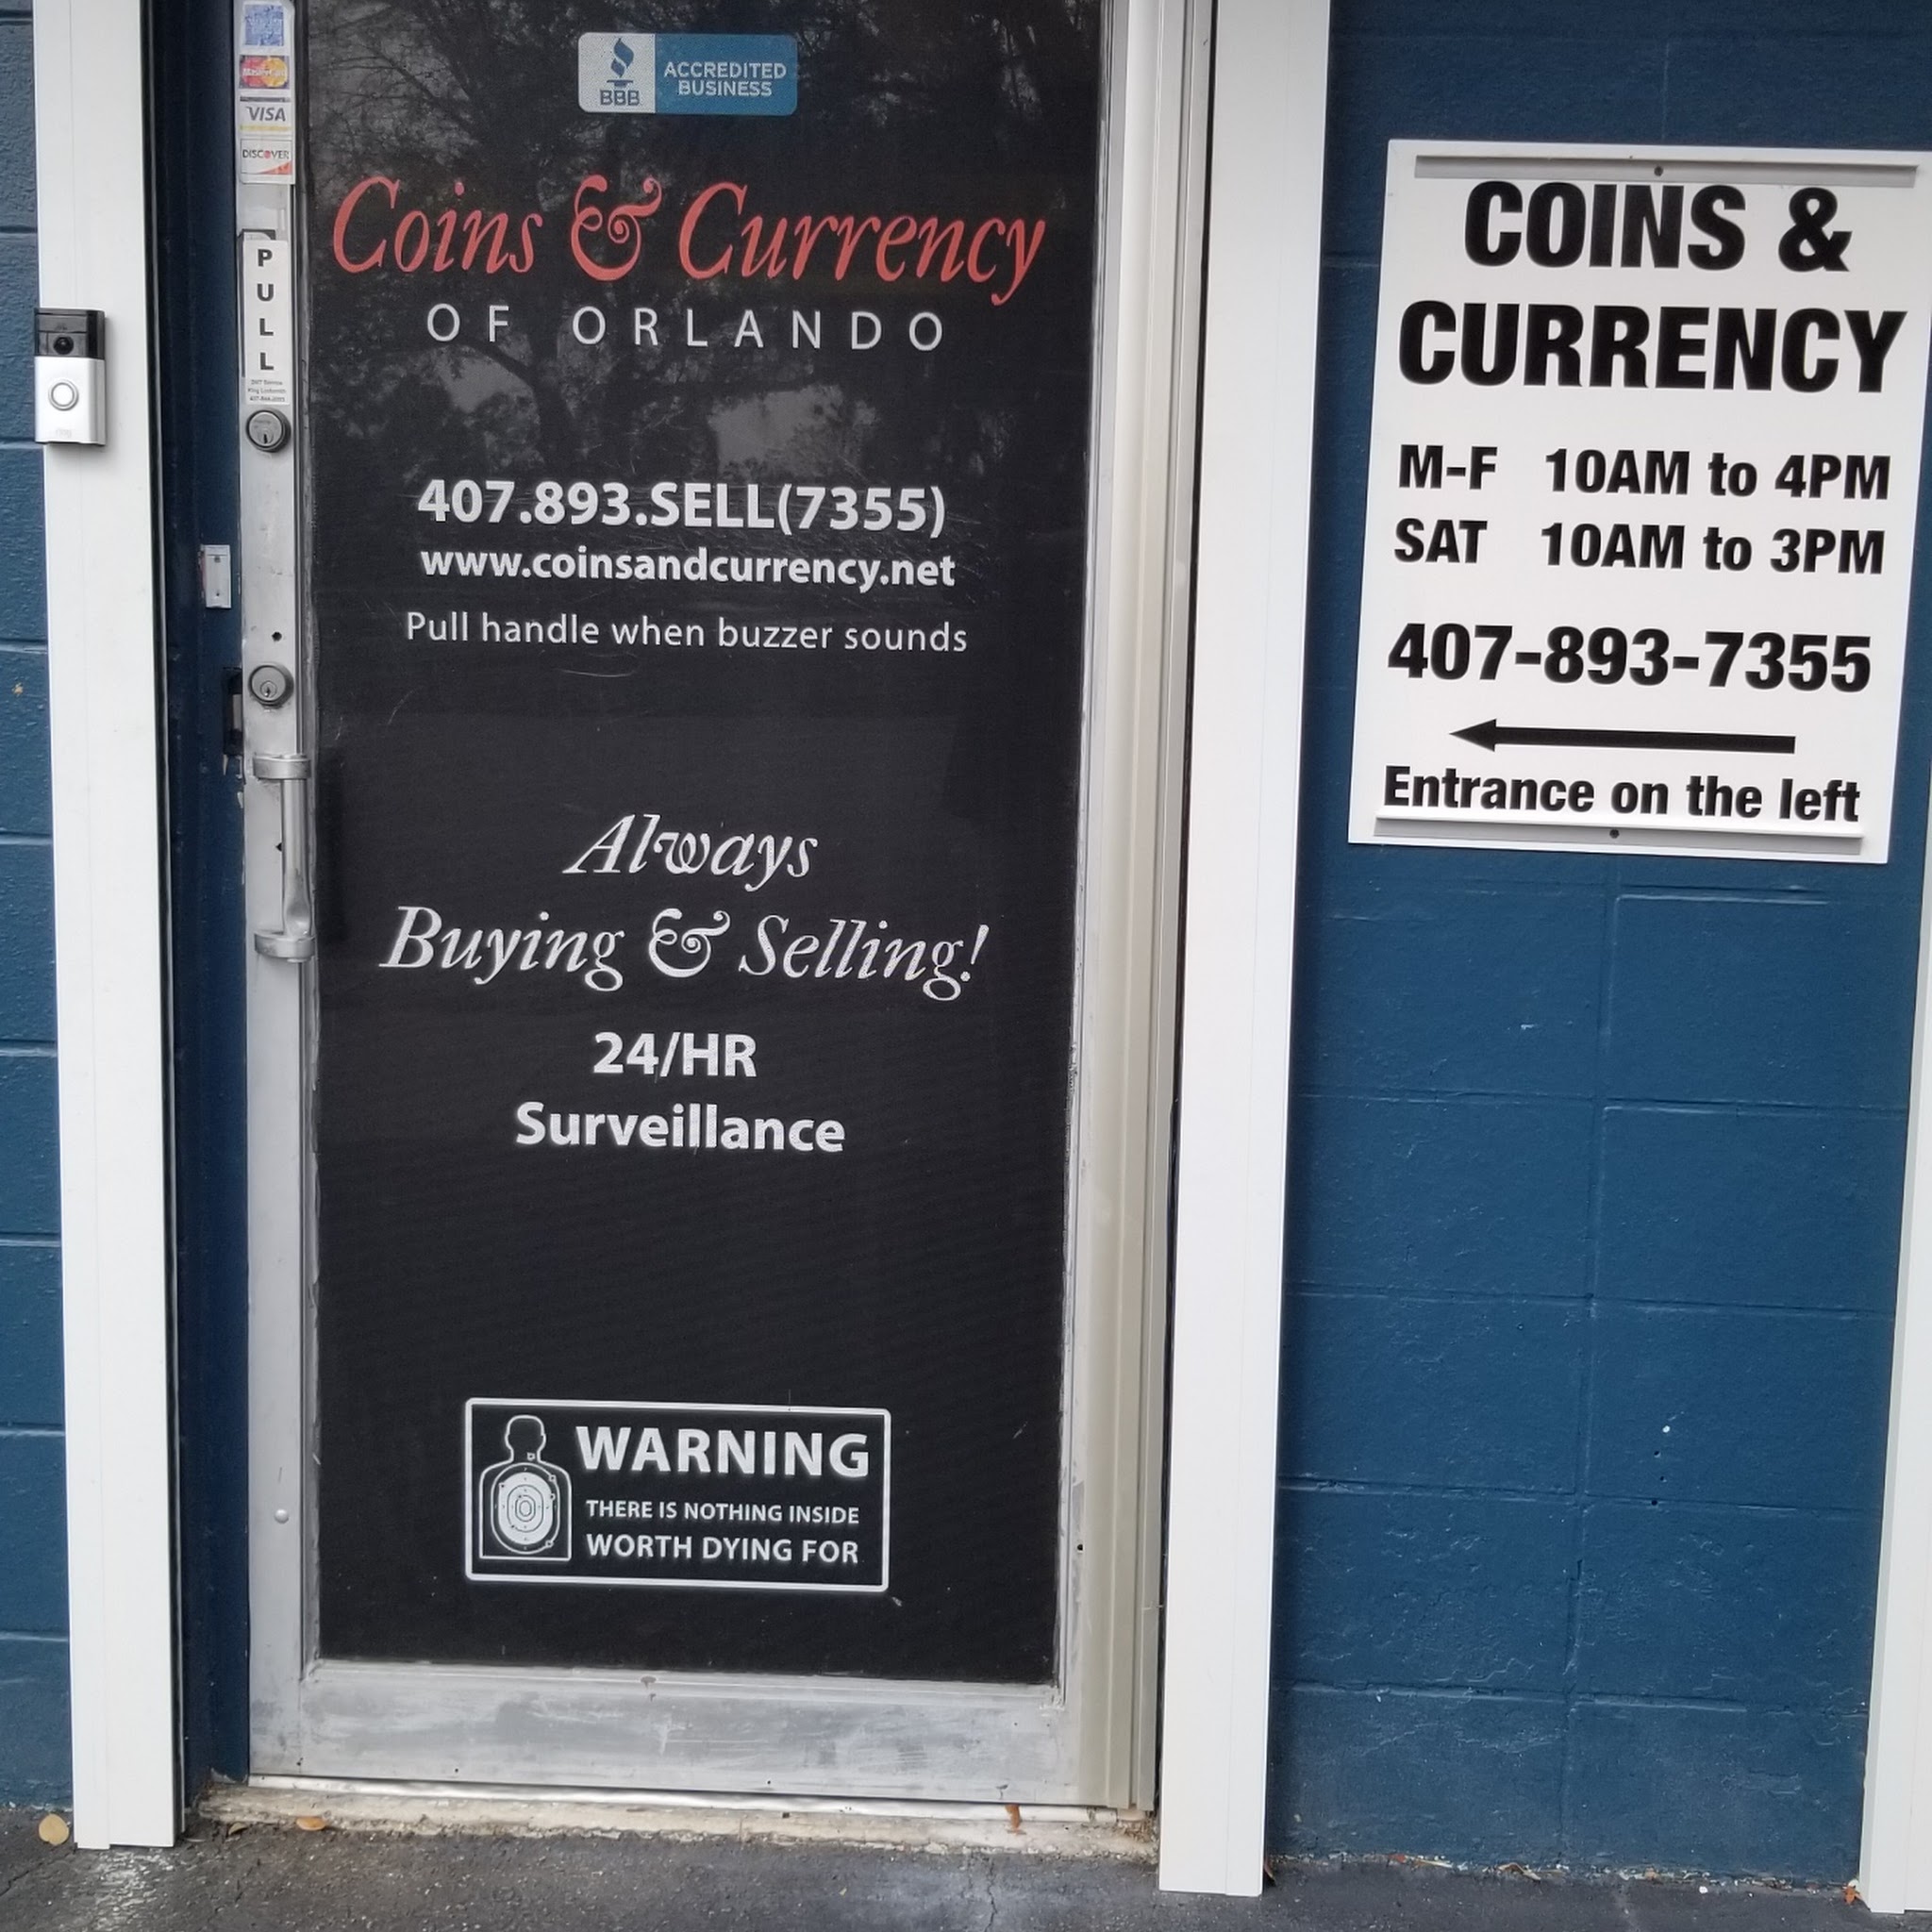 MasterCard
VISA
DISCOVER
BBB
ACCREDITED
BUSINESS
Coins & Currency
OF ORLANDO
P
U
L
L
407.893.SELL(7355)
www.coinsandcurrency.net
Pull handle when buzzer sounds
Always
Buying & Selling!
24/HR
Surveillance
WARNING
THERE IS NOTHING INSIDE
WORTH DYING FOR
COINS &
CURRENCY
M-F 10AM to 4PM
SAT 10AM to 3PM
407-893-7355
Entrance on the left